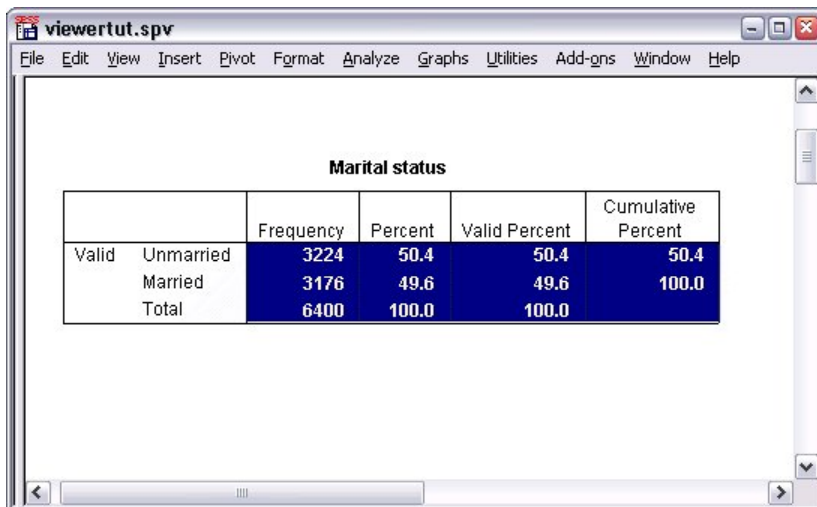 viewertut.spv
File Edit View Insert Pivot Format Analyze Graphs Utilities Add-ons Window Help
Marital status
Frequency Percent Valid Percent Cumulative Percent
Valid Unmarried 3224 50.4 50.4 50.4
Married 3176 49.6 49.6 100.0
Total 6400 100.0 100.0